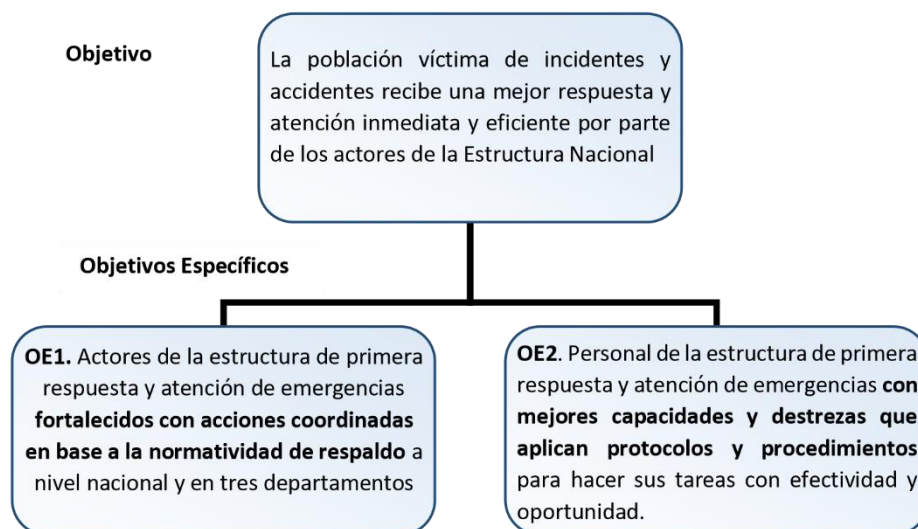 Objetivo
La población víctima de incidentes y
accidentes recibe una mejor respuesta y
atención inmediata y eficiente por parte
de los actores de la Estructura Nacional
Objetivos Específicos
OE1. Actores de la estructura de primera
respuesta y atención de emergencias
fortalecidos con acciones coordinadas
en base a la normatividad de respaldo a
nivel nacional y en tres departamentos
OE2. Personal de la estructura de primera
respuesta y atención de emergencias con
mejores capacidades y destrezas que
aplican protocolos y procedimientos
para hacer sus tareas con efectividad y
oportunidad.